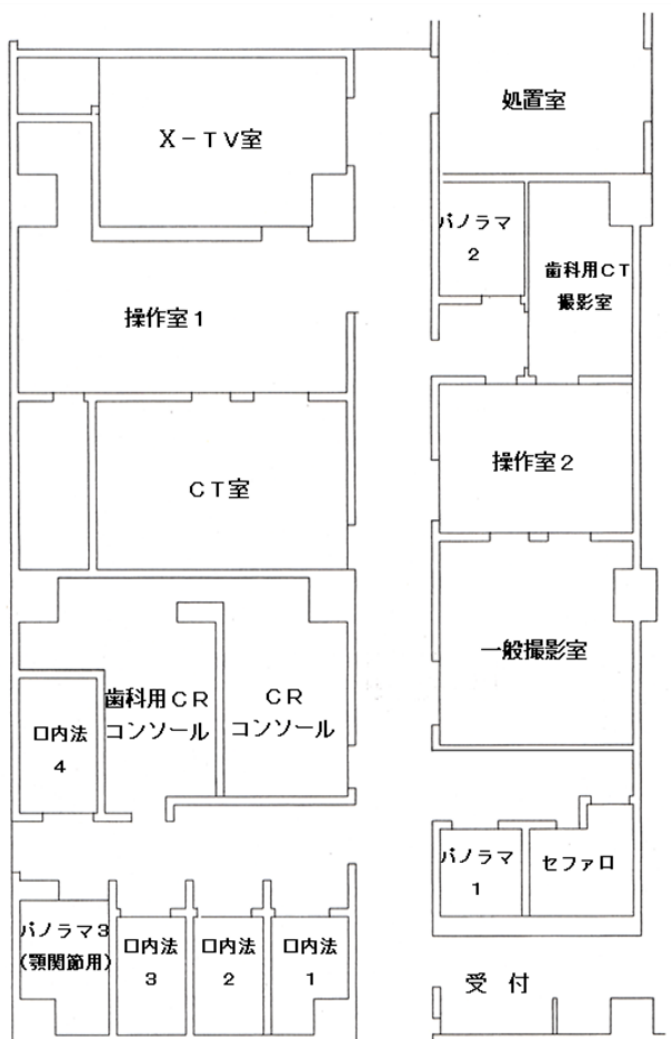 処置室
X－TV室
パノラマ
2
歯科用CT
撮影室
操作室1
操作室2
CT室
一般撮影室
歯科用CR
コンソール
CR
コンソール
口内法
4
パノラマ
1
セファロ
パノラマ3
(顎関節用)
口内法
3
口内法
2
口内法
1
受 付